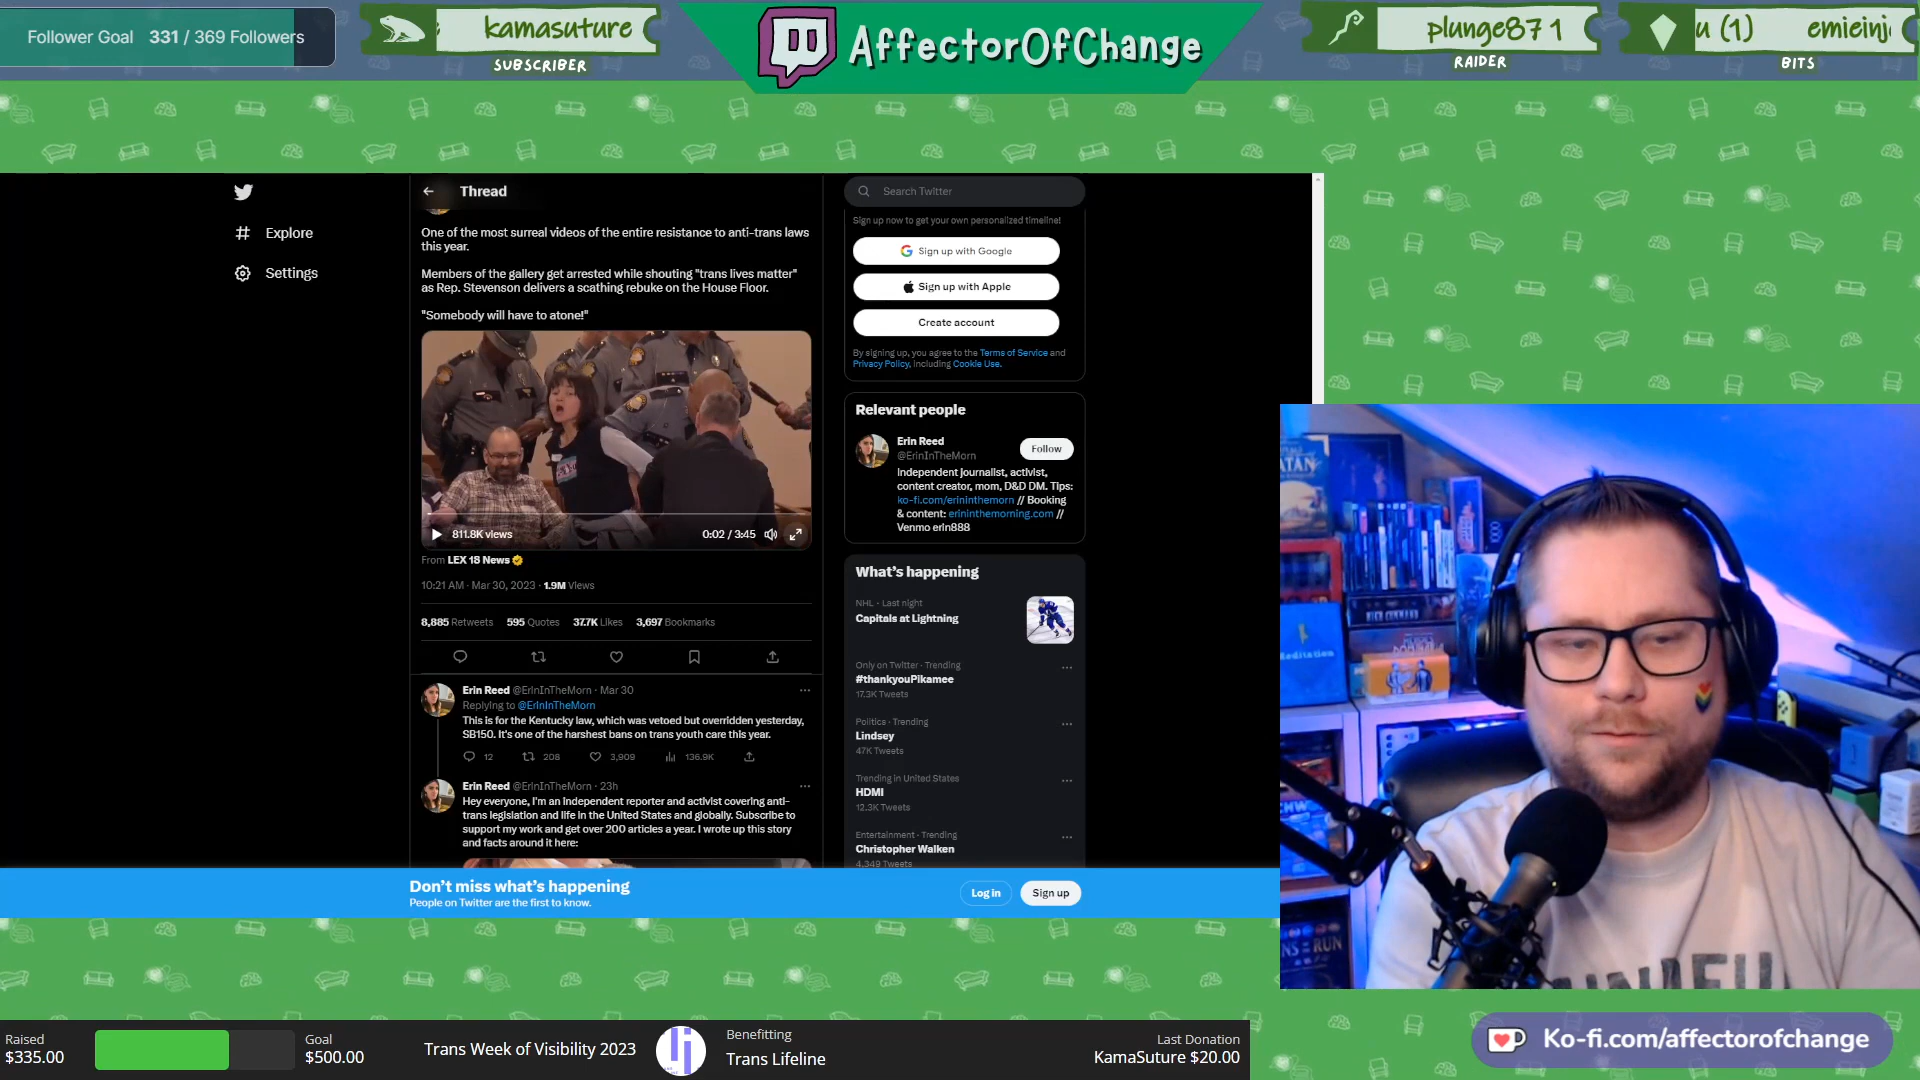 Follower Goal 331 / 369 Followers
kamasuture
SUBSCRIBER
AffectorOfChange
plunge871
RAIDER
u (1) emieinj
BITS
Thread
Search Twitter
Explore
Settings
One of the most surreal videos of the entire resistance to anti-trans laws
this year.
Members of the gallery get arrested while shouting "trans lives matter"
as Rep. Stevenson delivers a scathing rebuke on the House Floor.
"Somebody will have to atone!"
811.8K views
0:02 / 3:45
From LEX 18 News
10:21 AM · Mar 30, 2023 · 1.9M Views
8,885 Retweets 595 Quotes 37.7K Likes 3,697 Bookmarks
Erin Reed @ErinInTheMorn · Mar 30
Replying to @ErinInTheMorn
This is for the Kentucky law, which was vetoed but overridden yesterday,
SB150. It's one of the harshest bans on trans youth care this year.
12 208 3,909 136.9K
Erin Reed @ErinInTheMorn · 23h
Hey everyone, I'm an independent reporter and activist covering anti-
trans legislation and life in the United States and globally. Subscribe to
support my work and get over 200 articles a year. I wrote up this story
and facts around it here:
Sign up now to get your own personalized timeline!
Sign up with Google
Sign up with Apple
Create account
By signing up, you agree to the Terms of Service and
Privacy Policy, including Cookie Use.
Relevant people
Erin Reed
@ErinInTheMorn
Follow
Independent journalist, activist,
content creator, mom, D&D DM. Tips:
ko-fi.com/erininthemorn // Booking
& content: erininthemorning.com //
Venmo erin888
What's happening
NHL · Last night
Capitals at Lightning
Only on Twitter · Trending
#thankyouPikamee
17.3K Tweets
Politics · Trending
Lindsey
47K Tweets
Trending in United States
HDMI
12.3K Tweets
Entertainment · Trending
Christopher Walken
4,349 Tweets
Don't miss what's happening
People on Twitter are the first to know.
Log in
Sign up
Raised
$335.00
Goal
$500.00
Trans Week of Visibility 2023
Benefitting
Trans Lifeline
Last Donation
KamaSuture $20.00
Ko-fi.com/affectorofchange